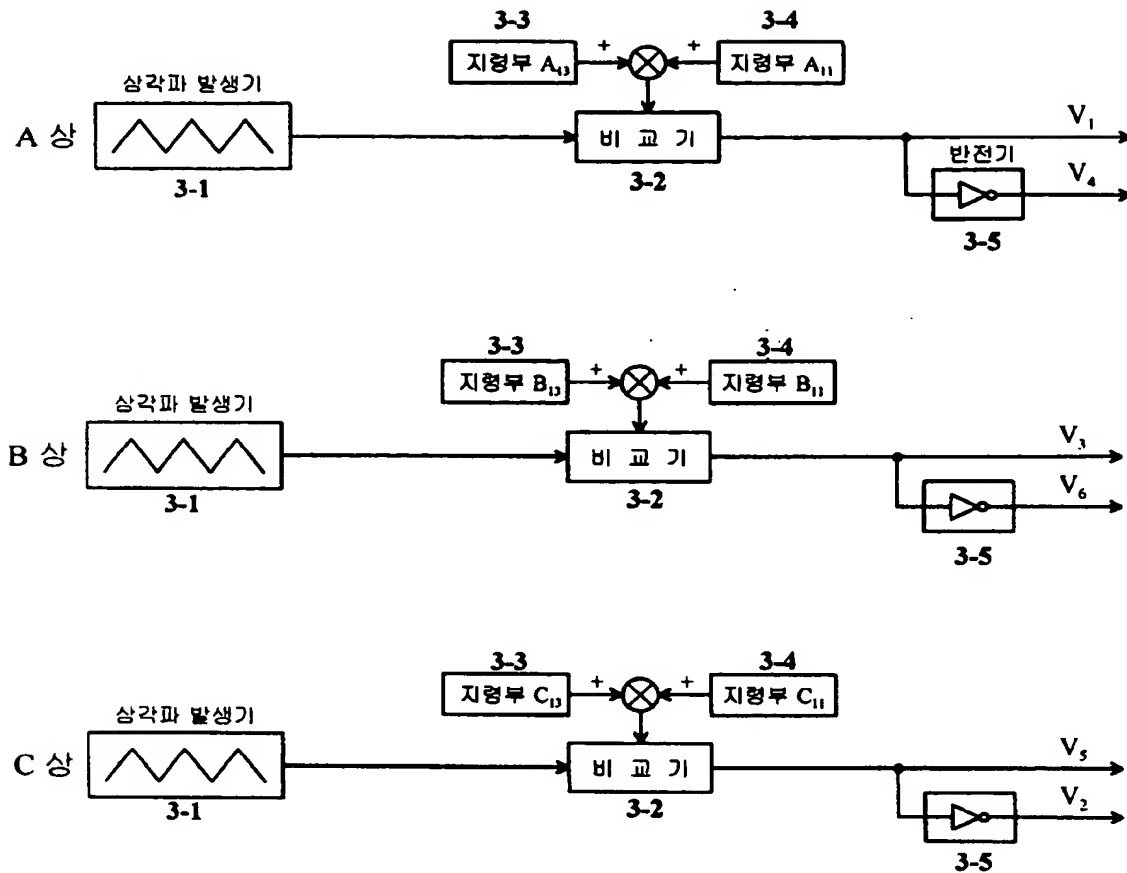 3-3 3-4
지령부 A₁₃ + + 지령부 A₁₁
삼각파 발생기
A 상 비 교 기 V₁
3-1 3-2 반전기 V₄
3-5
3-3 3-4
지령부 B₁₃ + + 지령부 B₁₁
삼각파 발생기
B 상 비 교 기 V₃
3-1 3-2 V₆
3-5
3-3 3-4
지령부 C₁₃ + + 지령부 C₁₁
삼각파 발생기
C 상 비 교 기 V₅
3-1 3-2 V₂
3-5